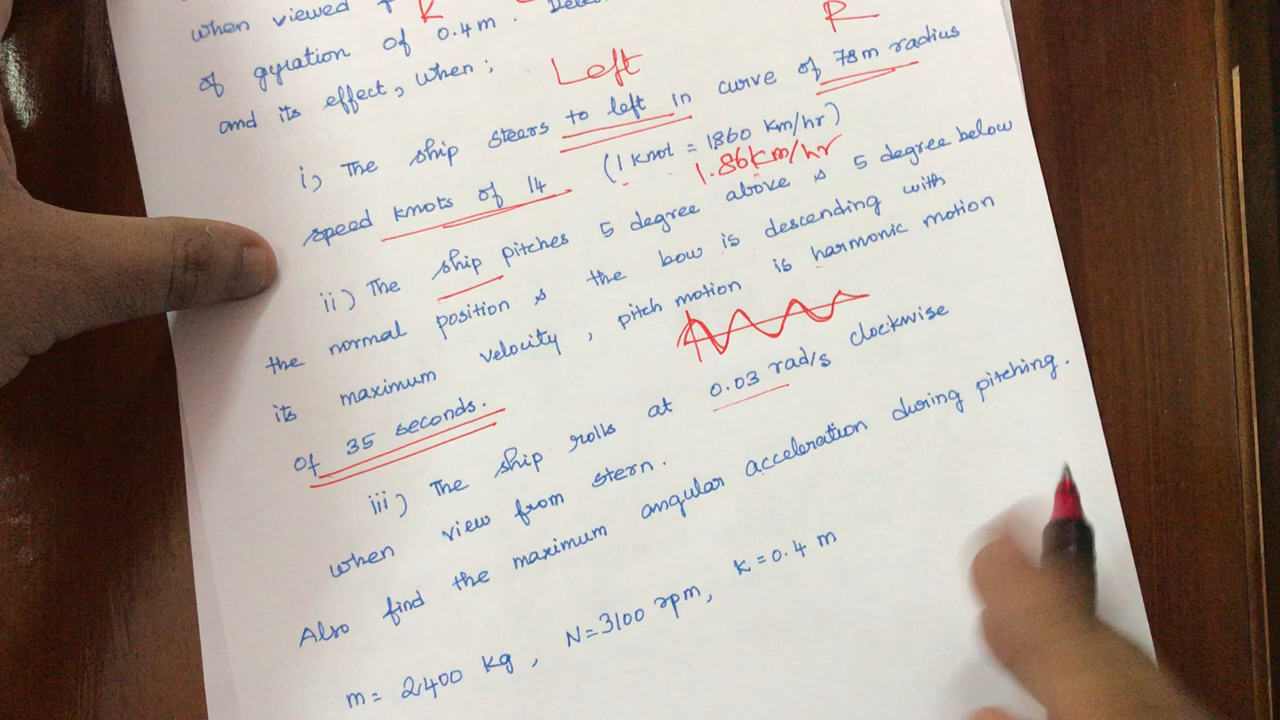 when viewed
K
of gyration of 0.4m.
R
and its effect, when;
Left
i) The ship steers to left in curve of 78m radius
speed knots of 14 (1 knot = 1860 Km/hr)
1.86Km/hr
ii) The ship pitches 5 degree above & 5 degree below
the normal position & the bow is descending with
its maximum velocity, pitch motion is harmonic motion
of 35 seconds.
iii) The ship rolls at 0.03 rad/s clockwise
when view from stern.
Also find the maximum angular acceleration during pitching.
m = 2400 kg, N=3100 rpm, K=0.4 m